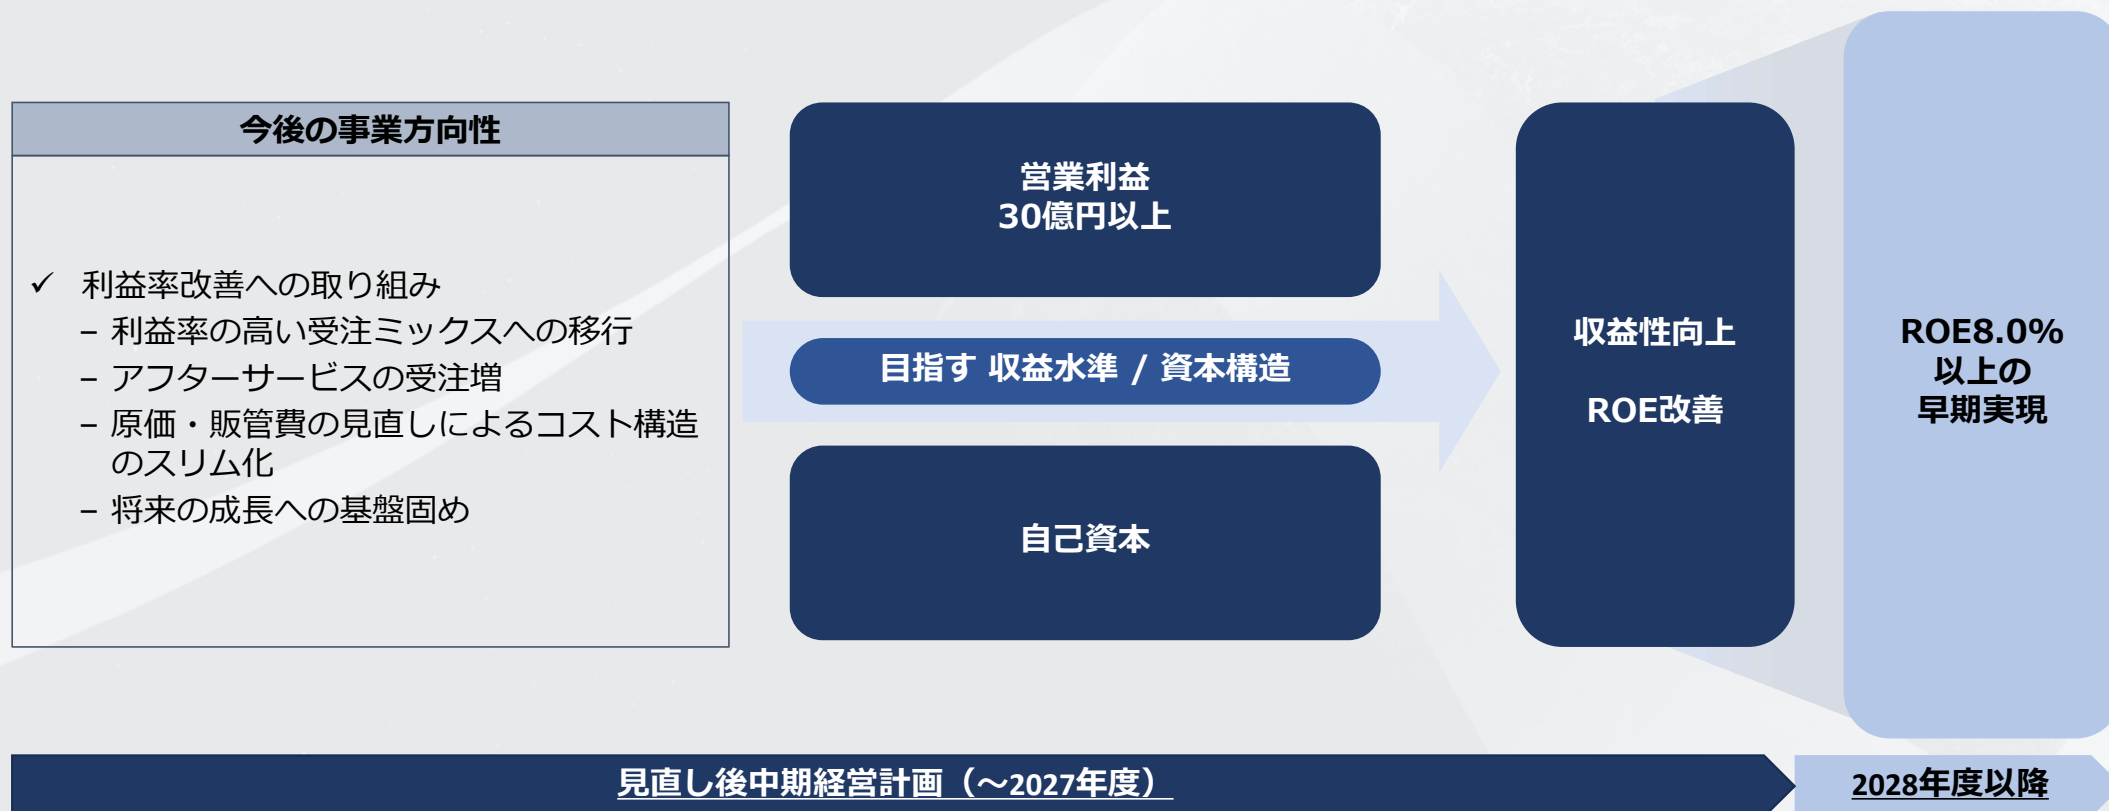 今後の事業方向性
✓ 利益率改善への取り組み
– 利益率の高い受注ミックスへの移行
– アフターサービスの受注増
– 原価・販管費の見直しによるコスト構造
のスリム化
– 将来の成長への基盤固め
営業利益
30億円以上
目指す 収益水準 / 資本構造
自己資本
収益性向上
ROE改善
ROE8.0%
以上の
早期実現
見直し後中期経営計画（～2027年度）
2028年度以降